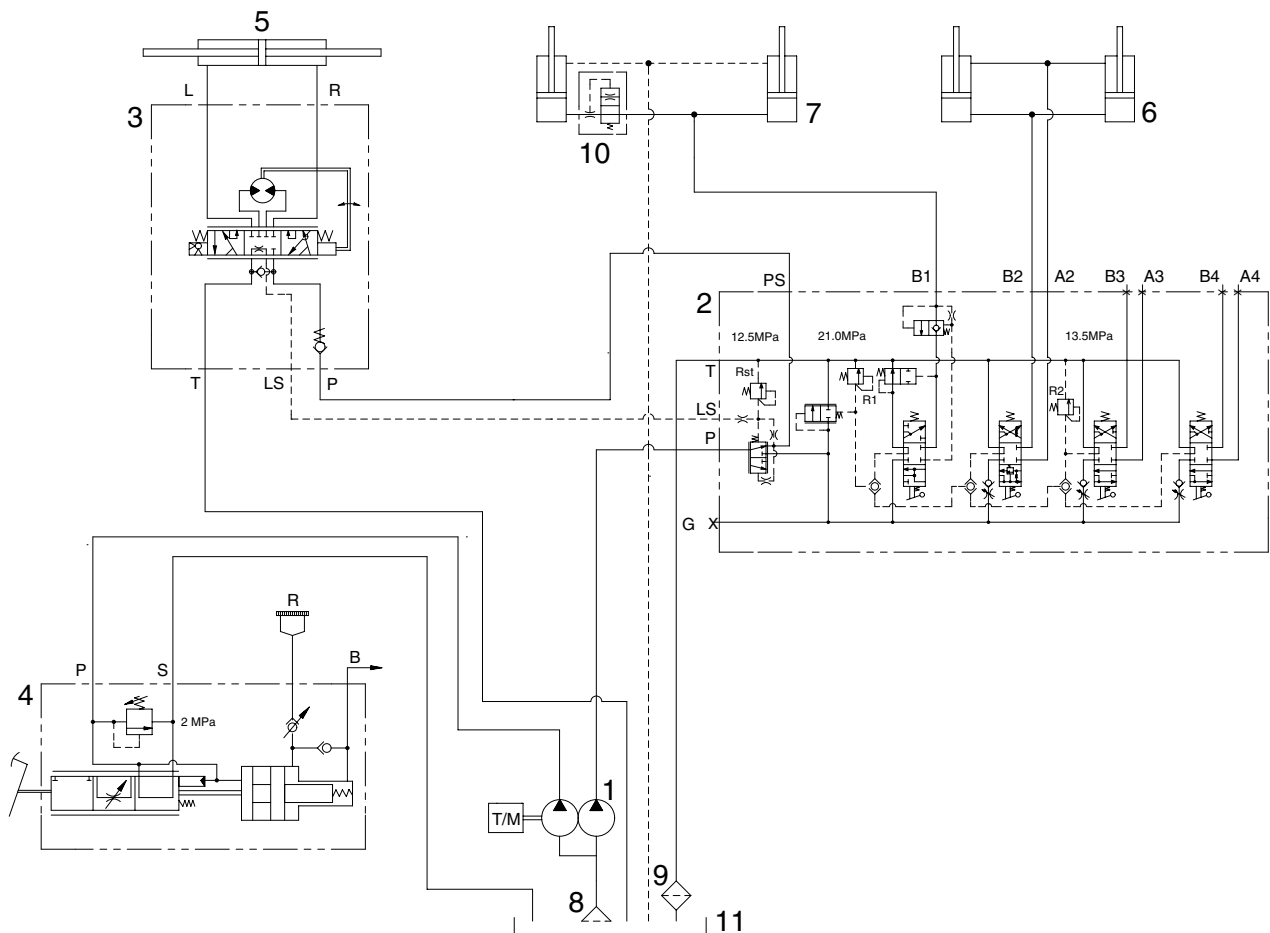 5
L R
3
7
6
10
PS B1 B2 A2 B3 A3 B4 A4
2
12.5MPa 21.0MPa 13.5MPa
T
Rst
R1
R2
LS
P
G X
T LS P
R
P S B
4
2 MPa
1
T/M
9
8
11